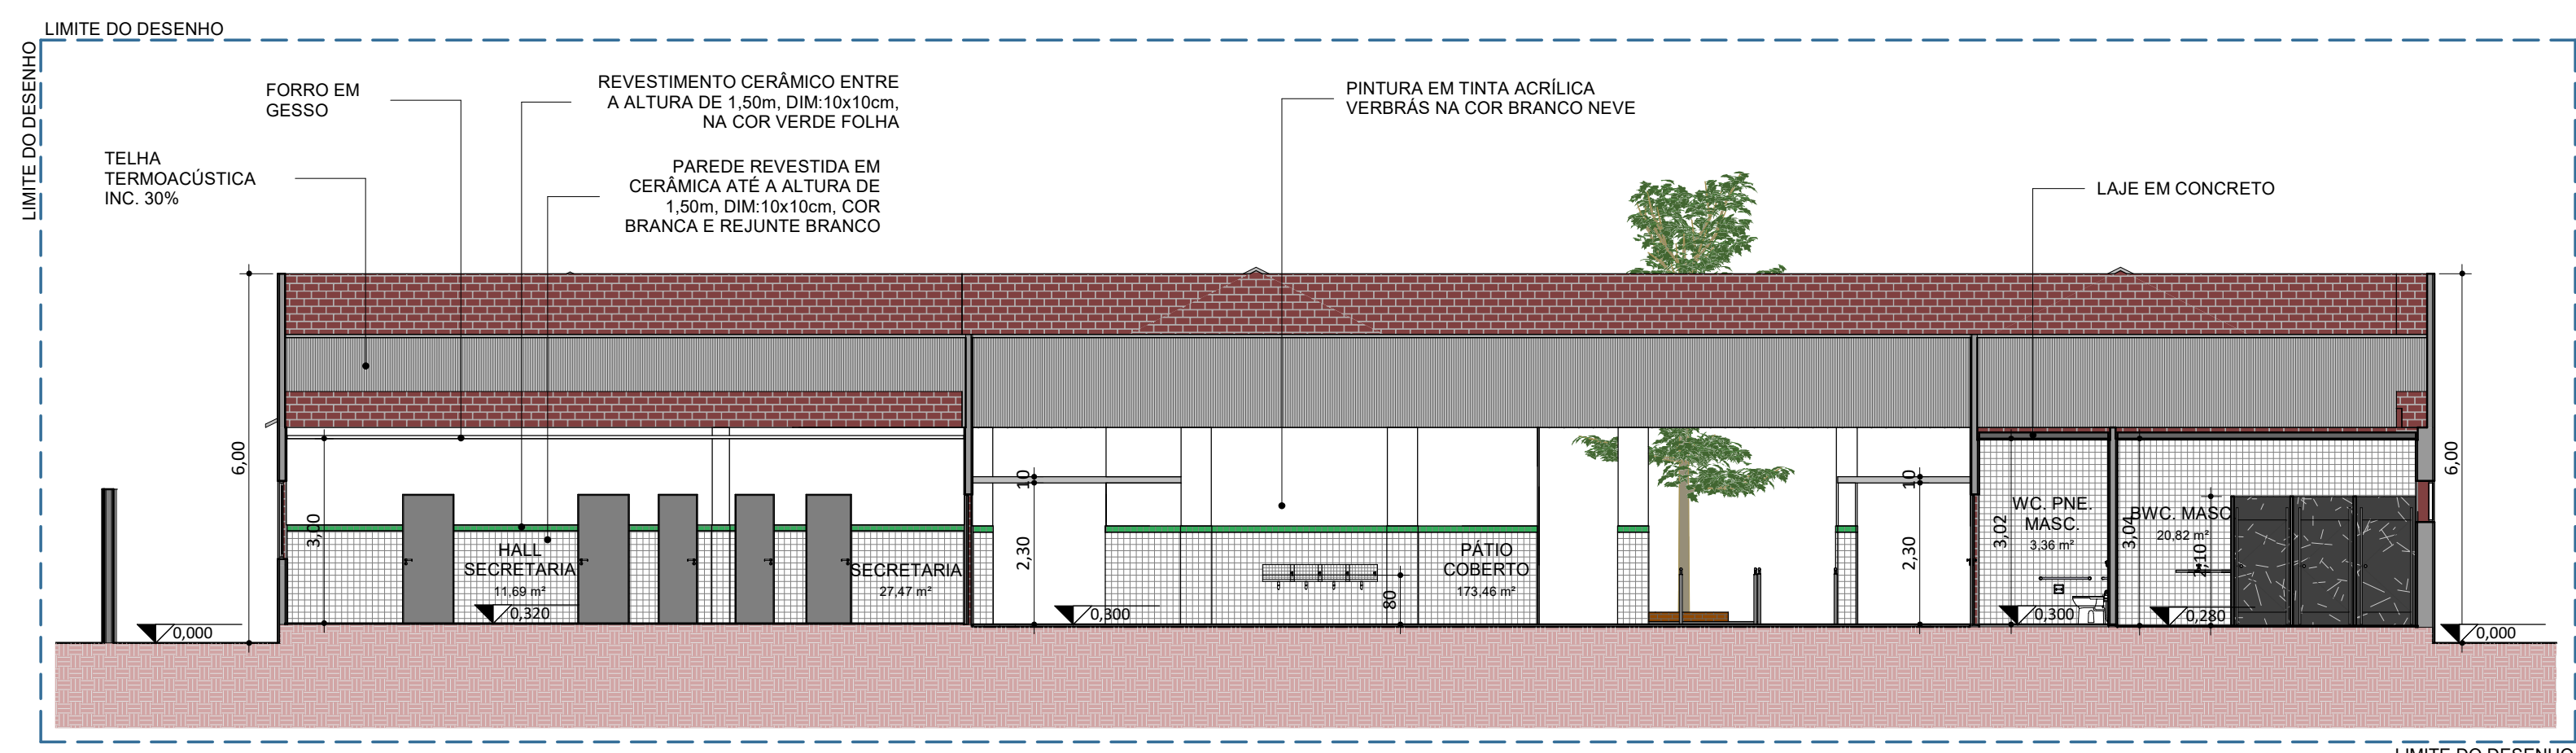 LIMITE DO DESENHO
LIMITE DO DESENHO
FORRO EM
GESSO
REVESTIMENTO CERÂMICO ENTRE
A ALTURA DE 1,50m, DIM:10x10cm,
NA COR VERDE FOLHA
PINTURA EM TINTA ACRÍLICA
VERBRÁS NA COR BRANCO NEVE
TELHA
TERMOACÚSTICA
INC. 30%
PAREDE REVESTIDA EM
CERÂMICA ATÉ A ALTURA DE
1,50m, DIM:10x10cm, COR
BRANCA E REJUNTE BRANCO
LAJE EM CONCRETO
6,00
3,00
HALL
SECRETARIA
11,69 m²
0,320
SECRETARIA
27,47 m²
10
2,30
0,300
80
PÁTIO
COBERTO
173,46 m²
10
2,30
3,02
WC. PNE.
MASC.
3,36 m²
0,300
3,04
BWC. MASC
20,82 m²
2,10
0,280
6,00
0,000
0,000
LIMITE DO DESENHO